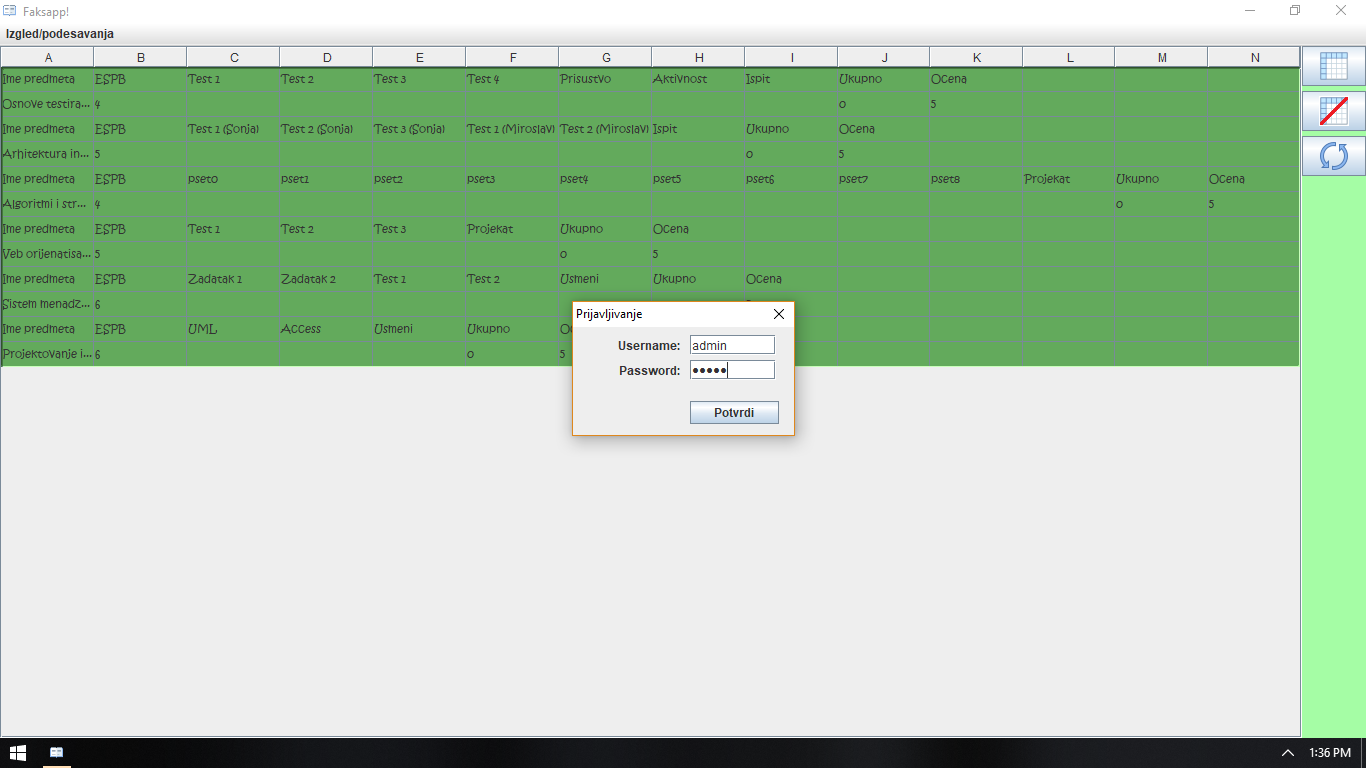 Faksapp!
Izgled/podesavanja
A B C D E F G H I J K L M N
Ime predmeta ESPB Test 1 Test 2 Test 3 Test 4 Prisustvo Aktivnost Ispit Ukupno Ocena
Osnove testira... 4 0 5
Ime predmeta ESPB Test 1 (Sonja) Test 2 (Sonja) Test 3 (Sonja) Test 1 (Miroslav) Test 2 (Miroslav) Ispit Ukupno Ocena
Arhitektura in... 5 0 5
Ime predmeta ESPB pset0 pset1 pset2 pset3 pset4 pset5 pset6 pset7 pset8 Projekat Ukupno Ocena
Algoritmi i str... 4 0 5
Ime predmeta ESPB Test 1 Test 2 Test 3 Projekat Ukupno Ocena
Veb orijenatisa... 5 0 5
Ime predmeta ESPB Zadatak 1 Zadatak 2 Test 1 Test 2 Usmeni Ukupno Ocena
Sistem menadz... 6
Ime predmeta ESPB UML Access Usmeni Ukupno
Projektovanje i... 6 0 5
Prijavljivanje
Username: admin
Password: •••••
Potvrdi
1:36 PM